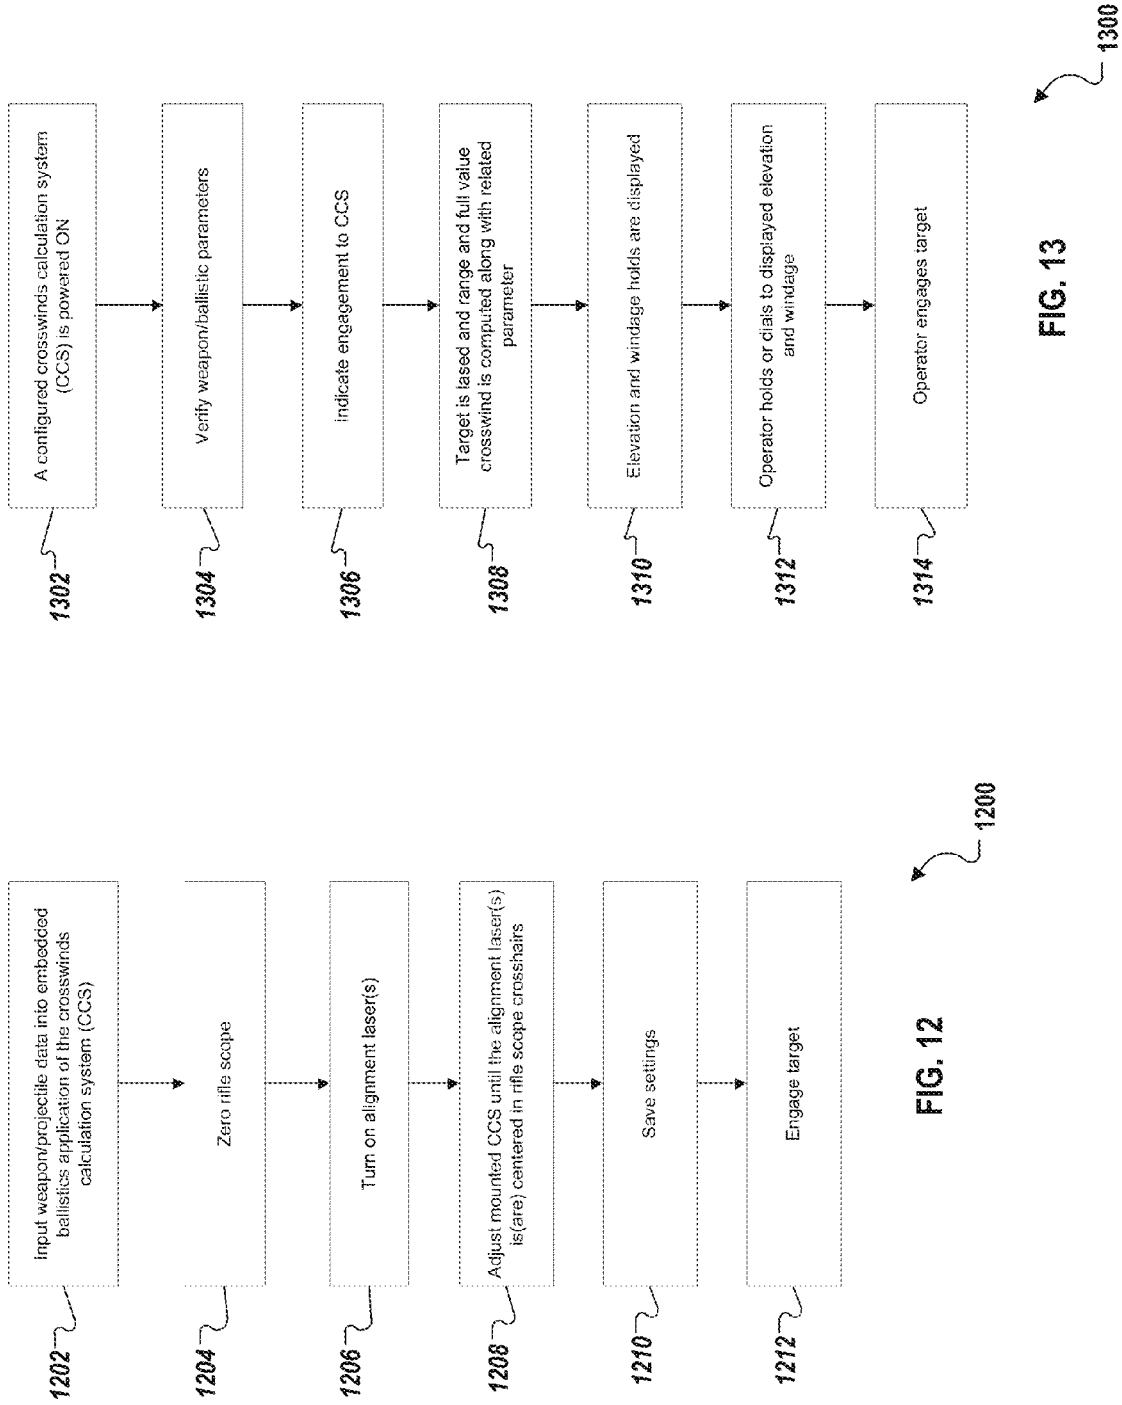 1202
Input weapon/projectile data into embedded
ballistics application of the crosswinds
calculation system (CCS)
1204
Zero rifle scope
1206
Turn on alignment laser(s)
1208
Adjust mounted CCS until the alignment laser(s)
is(are) centered in rifle scope crosshairs
1210
Save settings
1212
Engage target
FIG. 12
1200
1302
A configured crosswinds calculation system
(CCS) is powered ON
1304
Verify weapon/ballistic parameters
1306
Indicate engagement to CCS
1308
Target is lased and range and full value
crosswind is computed along with related
parameter
1310
Elevation and windage holds are displayed
1312
Operator holds or dials to displayed elevation
and windage
1314
Operator engages target
FIG. 13
1300